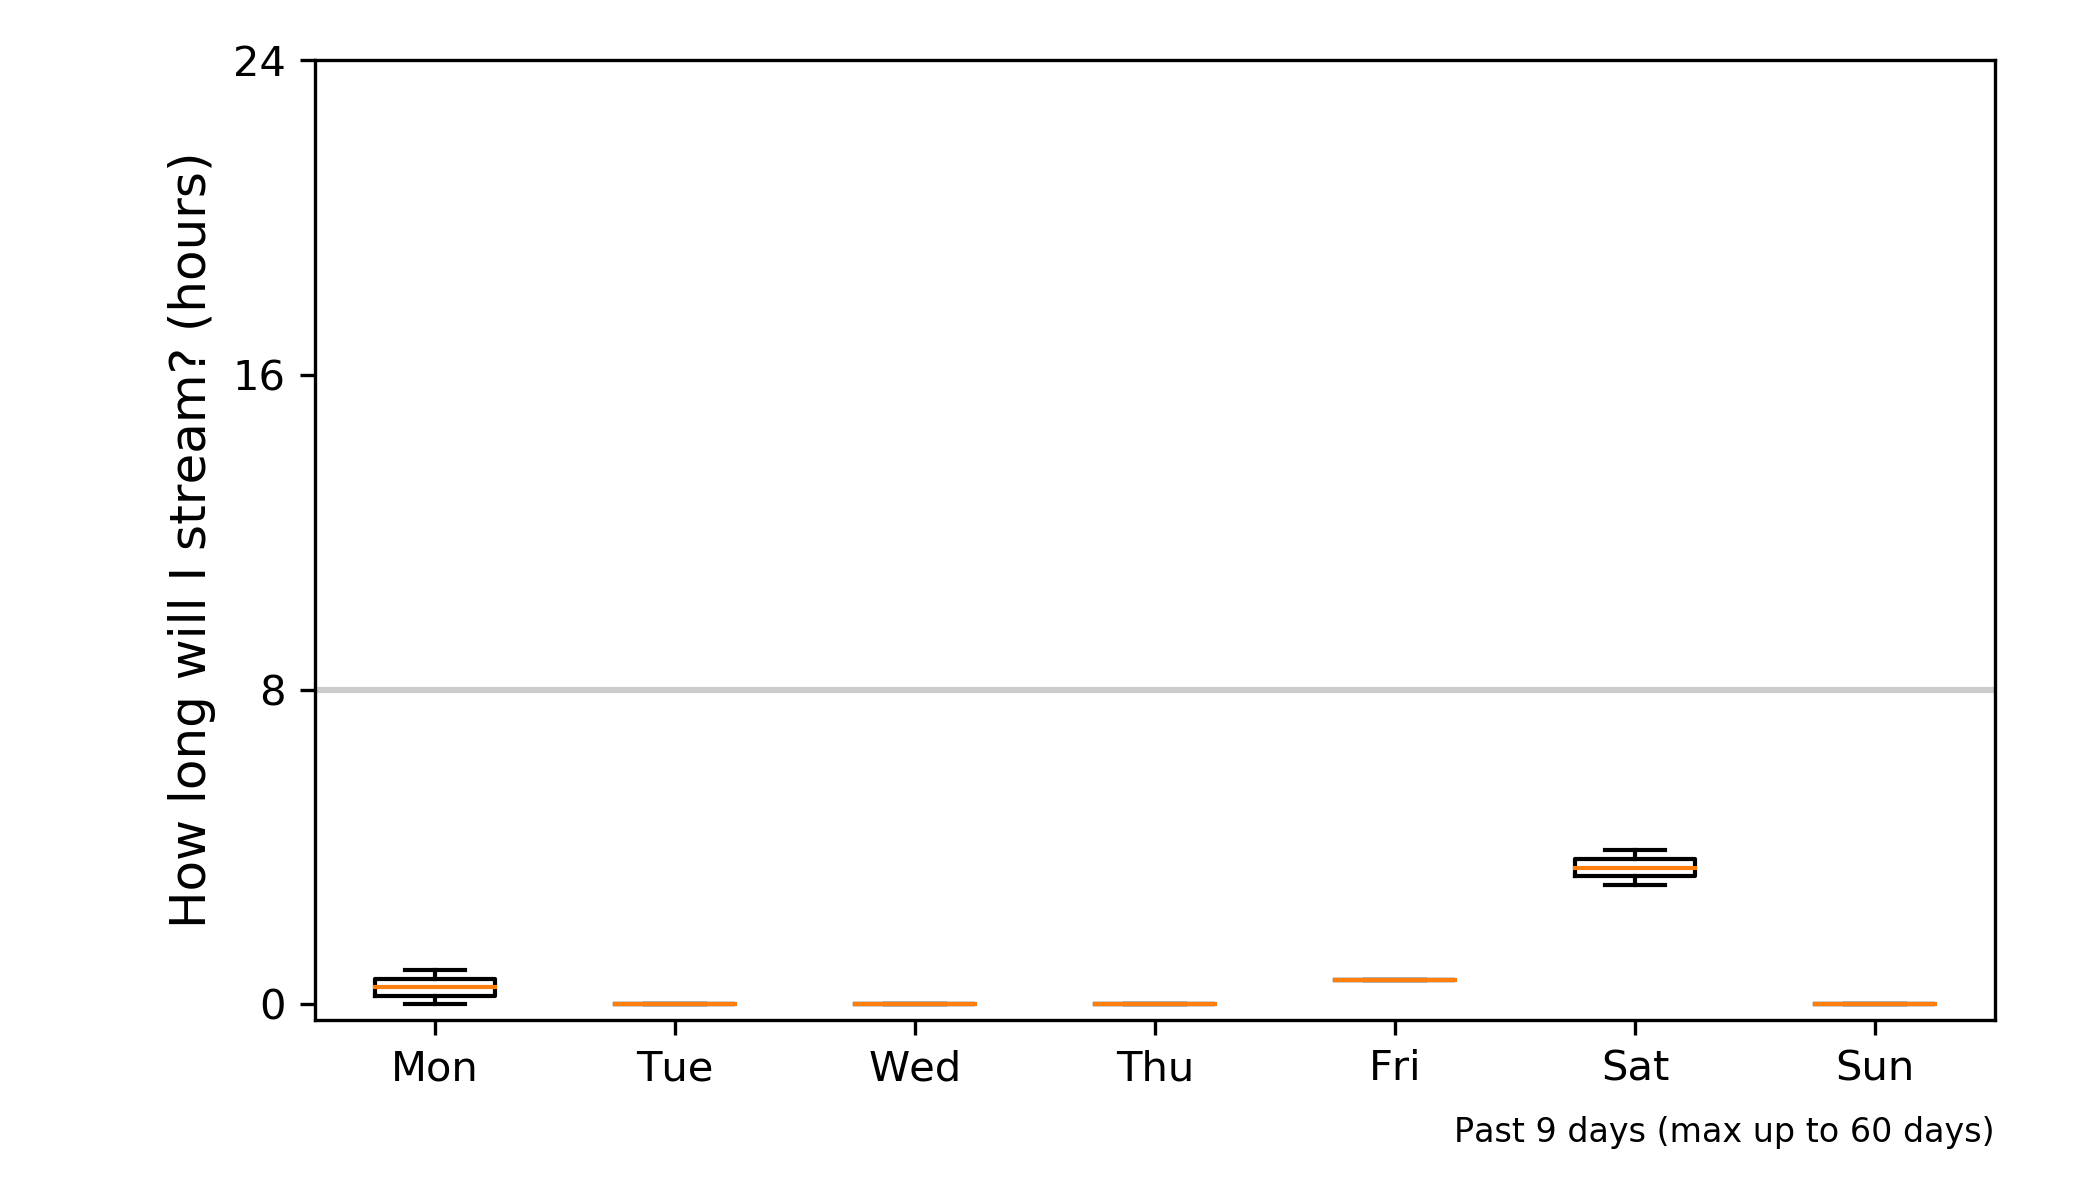 How long will I stream? (hours)
24
16
8
0
Mon Tue Wed Thu Fri Sat Sun
Past 9 days (max up to 60 days)